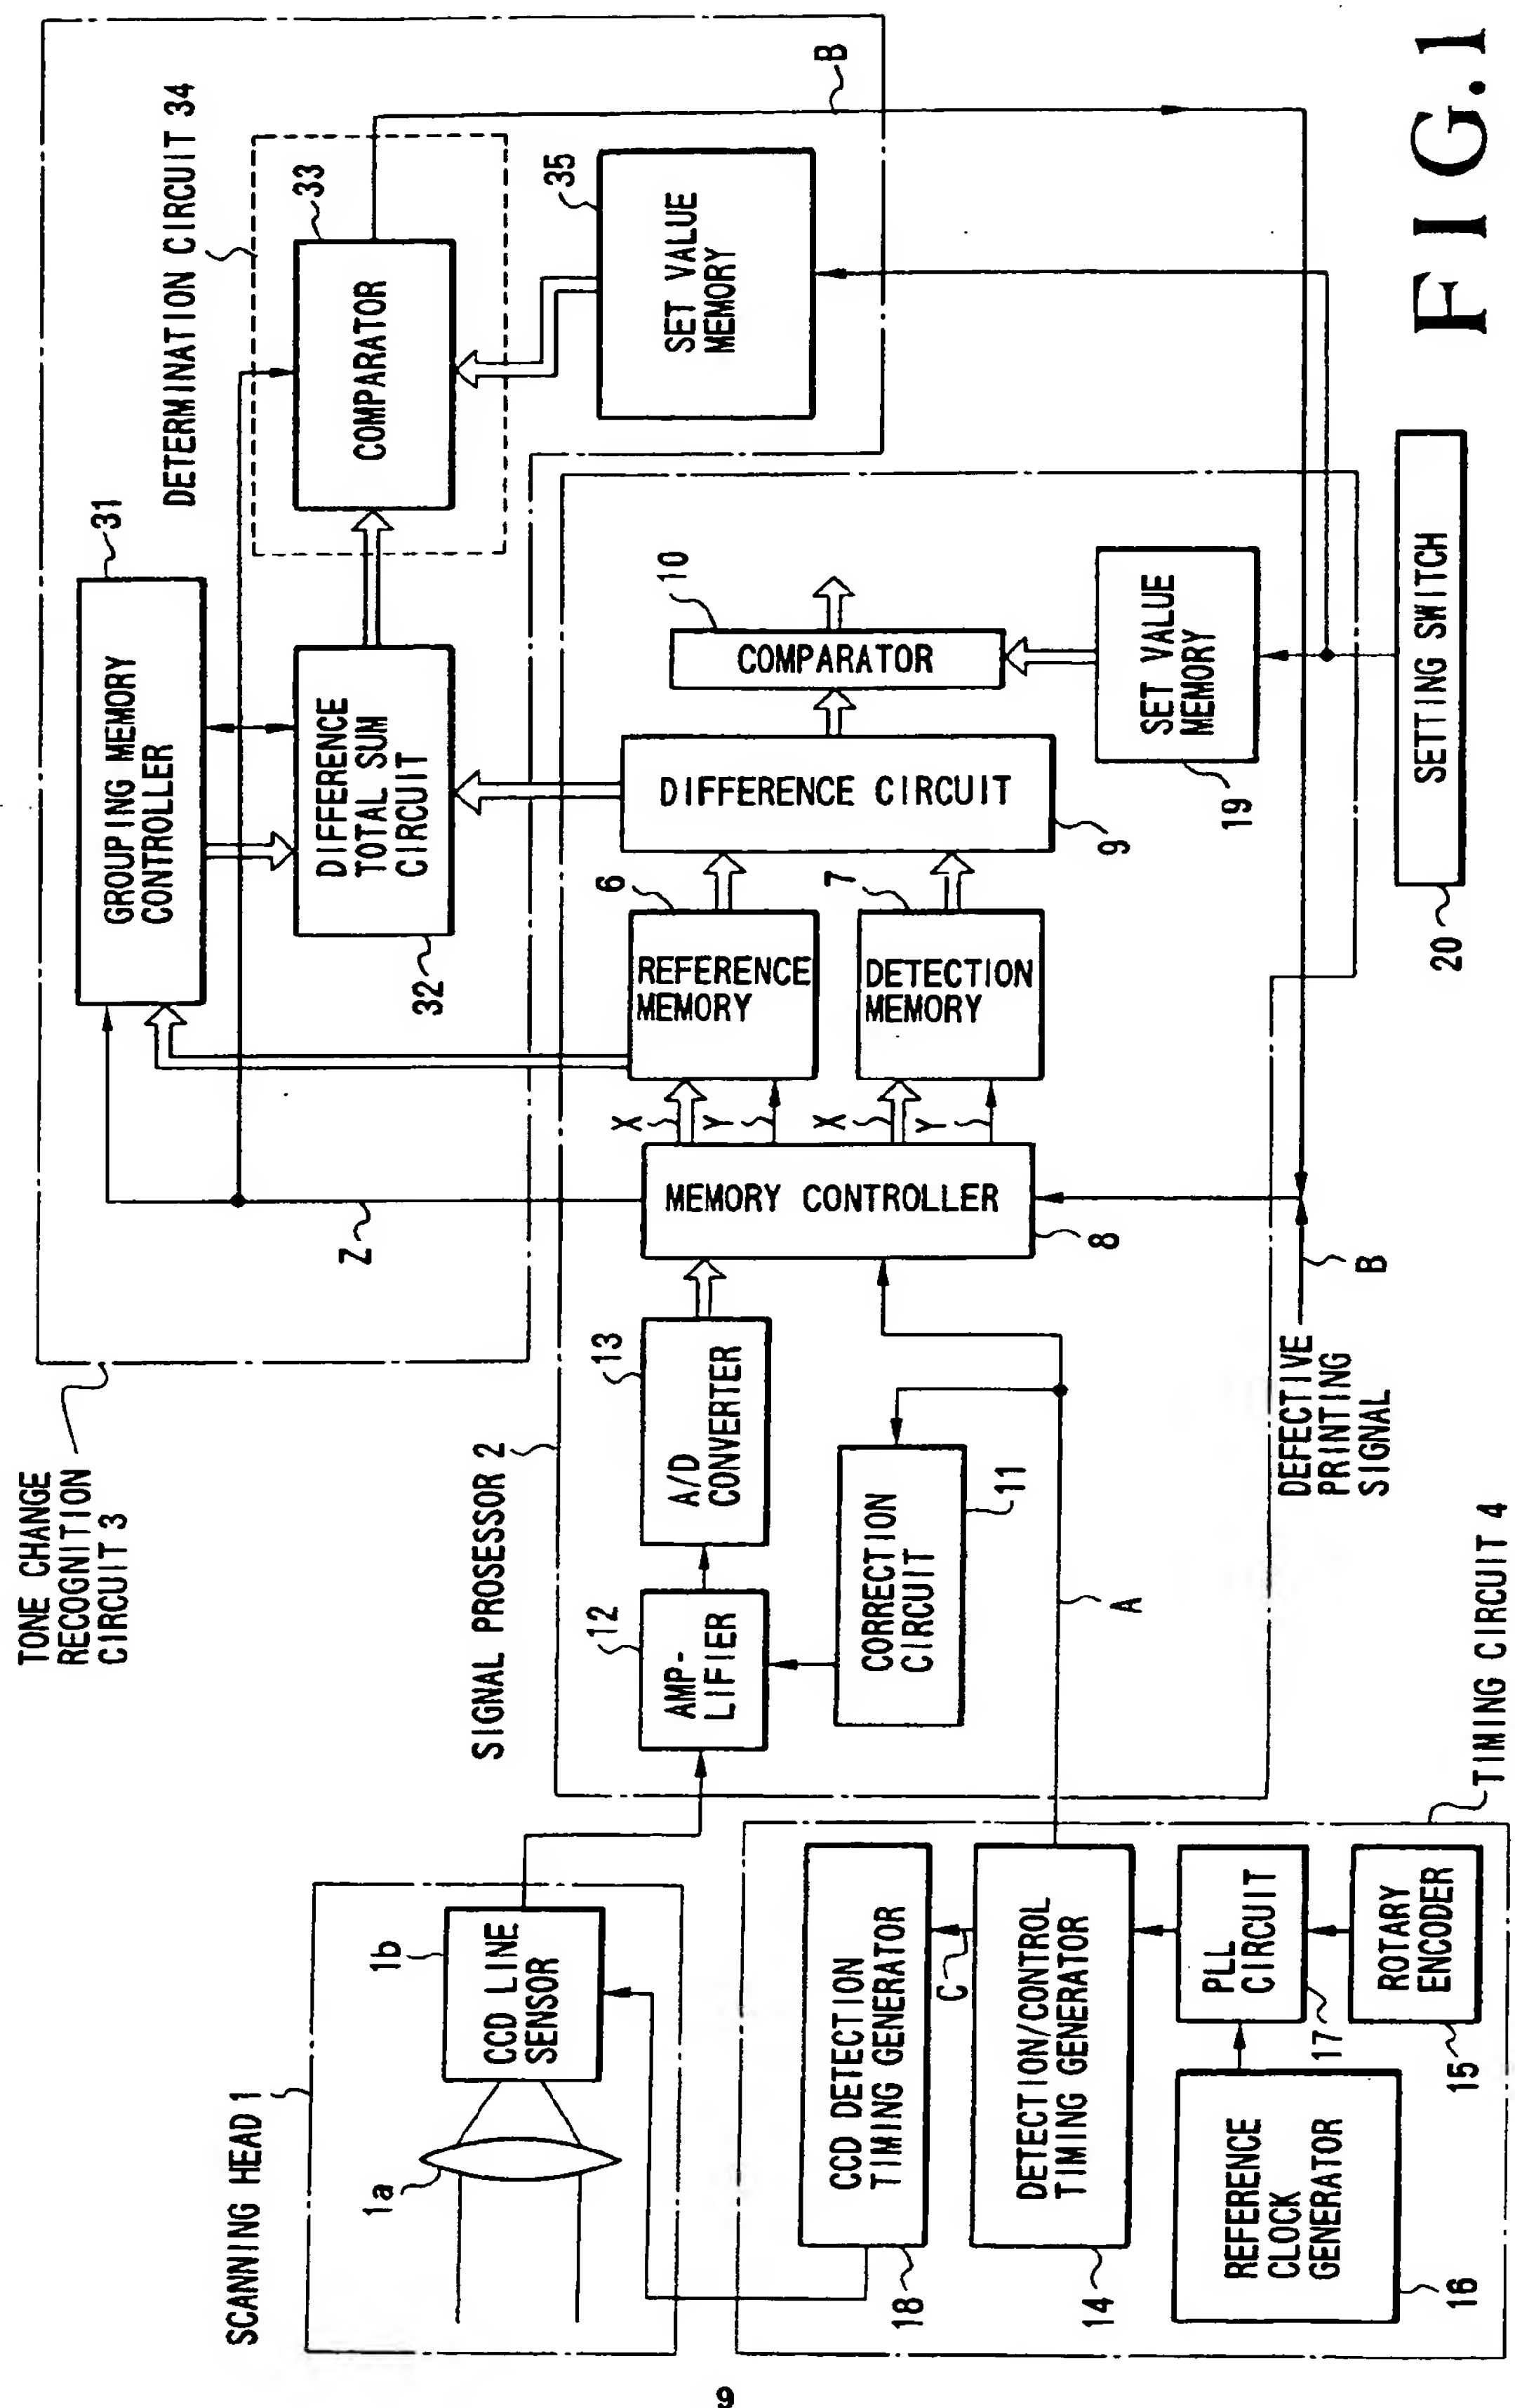 TONE CHANGE
RECOGNITION
CIRCUIT 3
GROUPING MEMORY
CONTROLLER
31
DETERMINATION CIRCUIT 34
DIFFERENCE
TOTAL SUM
CIRCUIT
32
COMPARATOR
33
SET VALUE
MEMORY
35
B
Z
SIGNAL PROSESSOR 2
AMP-
LIFIER
12
A/D
CONVERTER
13
CORRECTION
CIRCUIT
11
MEMORY CONTROLLER
8
X
Y
X
Y
REFERENCE
MEMORY
6
DETECTION
MEMORY
7
DIFFERENCE CIRCUIT
9
COMPARATOR
10
SET VALUE
MEMORY
19
A
DEFECTIVE
PRINTING
SIGNAL
B
SETTING SWITCH
20
SCANNING HEAD 1
1a
1b
CCD LINE
SENSOR
TIMING CIRCUIT 4
CCD DETECTION
TIMING GENERATOR
18
C
DETECTION/CONTROL
TIMING GENERATOR
14
PLL
CIRCUIT
17
ROTARY
ENCODER
15
REFERENCE
CLOCK
GENERATOR
16
FIG.1
9